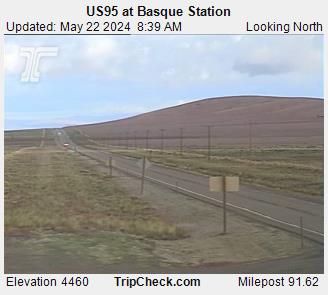 US95 at Basque Station
Updated: May 22 2024 8:39 AM Looking North
Elevation 4460 TripCheck.com Milepost 91.62